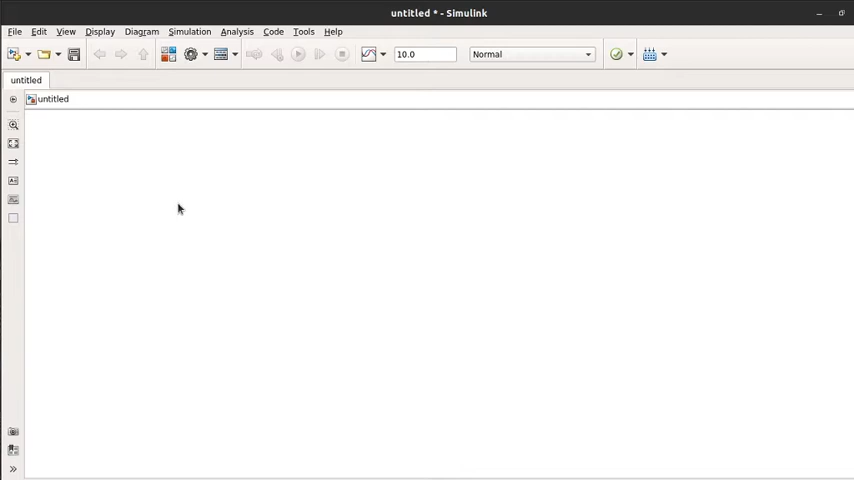 untitled * - Simulink
File Edit View Display Diagram Simulation Analysis Code Tools Help
10.0 Normal
untitled
untitled